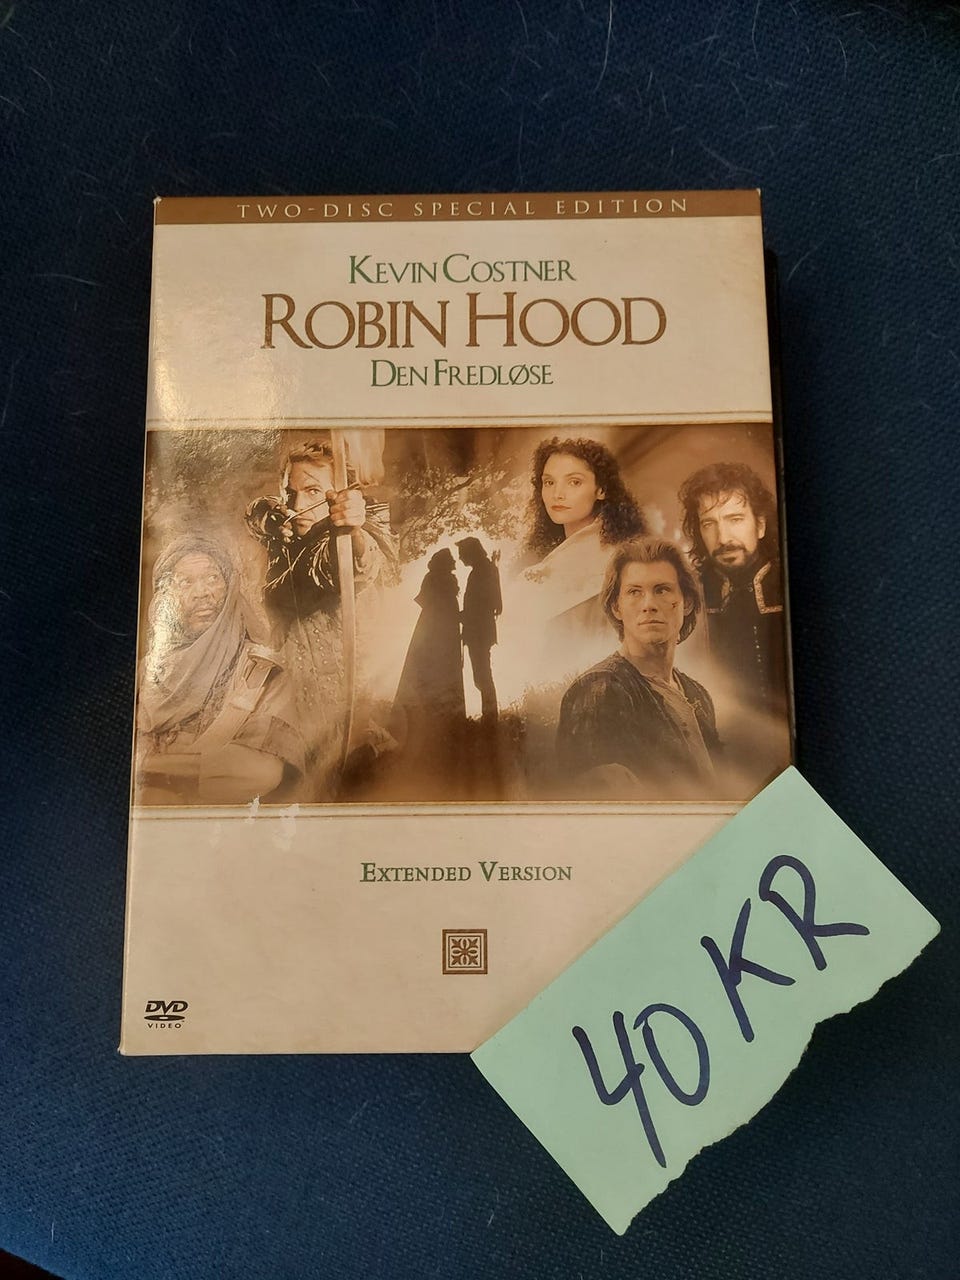 TWO-DISC SPECIAL EDITION
KEVIN COSTNER
ROBIN HOOD
DEN FREDLØSE
EXTENDED VERSION
DVD
VIDEO
40 KR